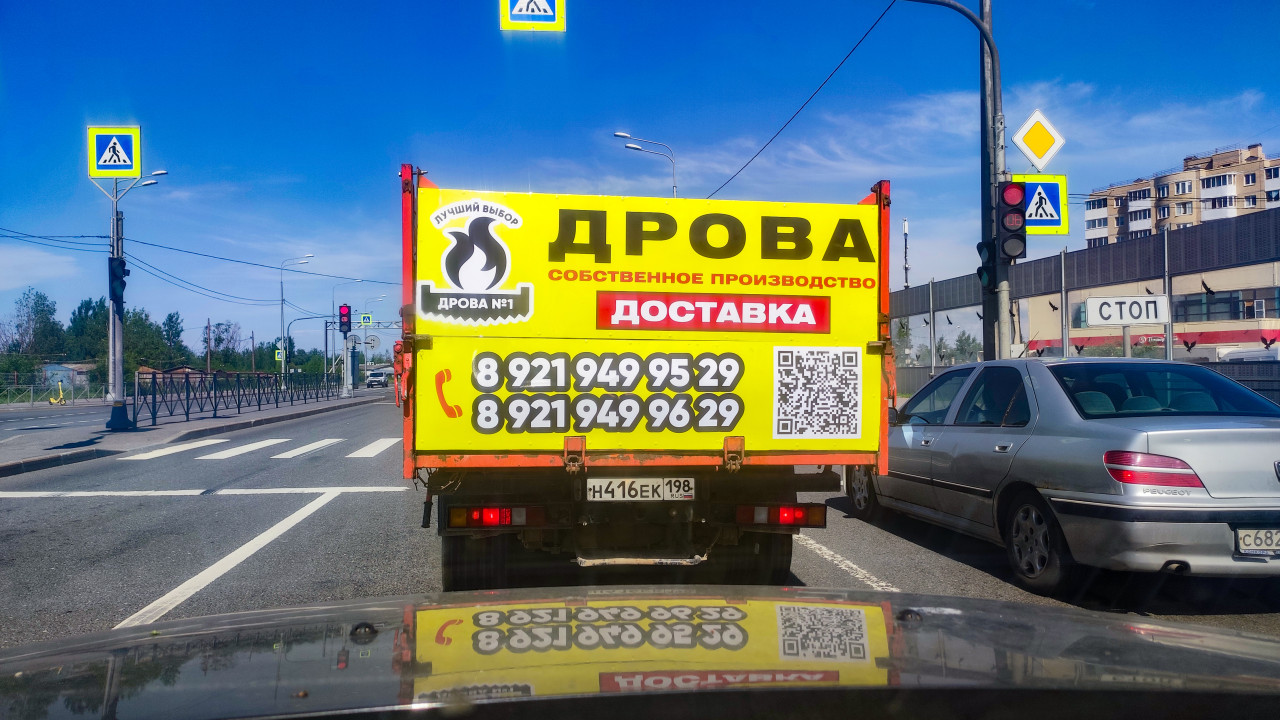 ЛУЧШИЙ ВЫБОР
ДРОВА №1
ДРОВА
СОБСТВЕННОЕ ПРОИЗВОДСТВО
ДОСТАВКА
8 921 949 95 29
8 921 949 96 29
Н416ЕК 198
RUS
СТОП
PEUGEOT
С682